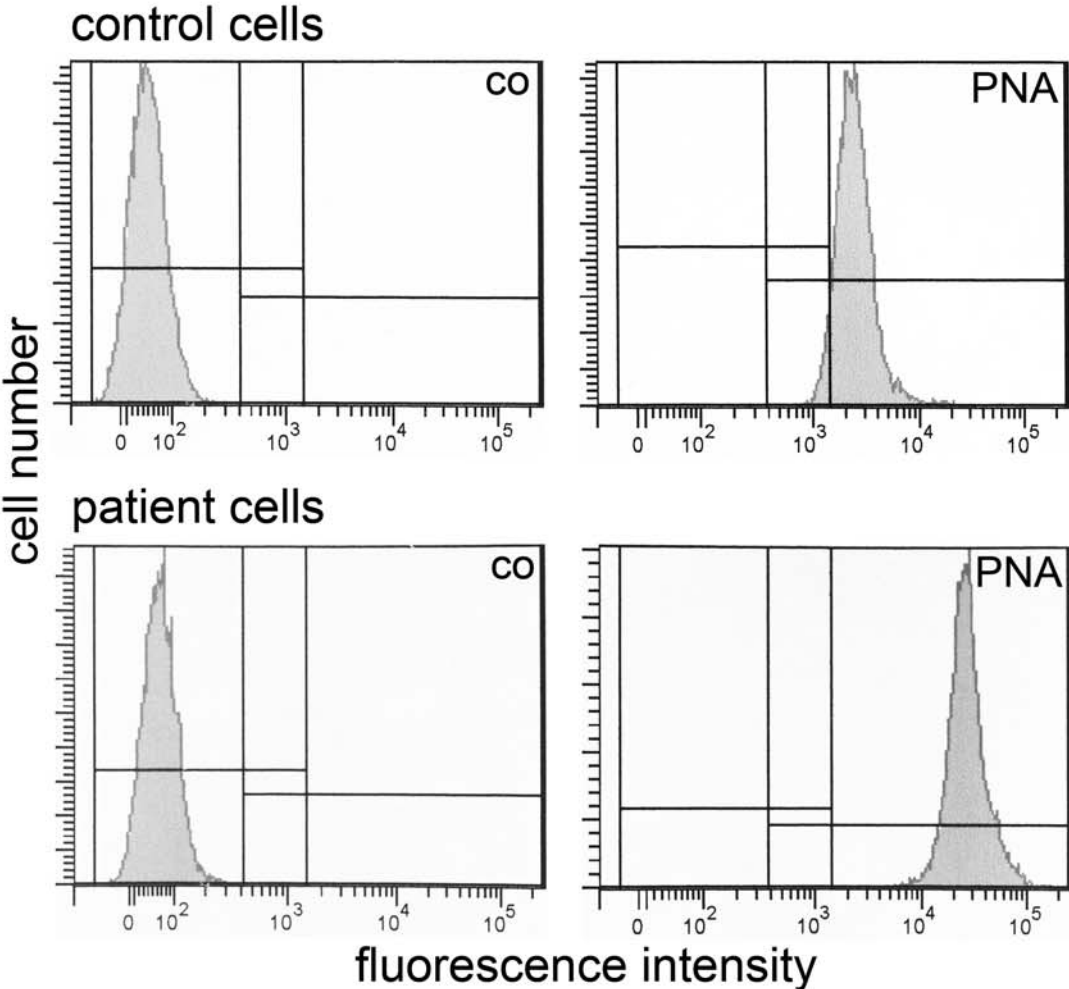 control cells
co
PNA
0 10² 10³ 10⁴ 10⁵
0 10² 10³ 10⁴ 10⁵
patient cells
co
PNA
0 10² 10³ 10⁴ 10⁵
0 10² 10³ 10⁴ 10⁵
cell number
fluorescence intensity